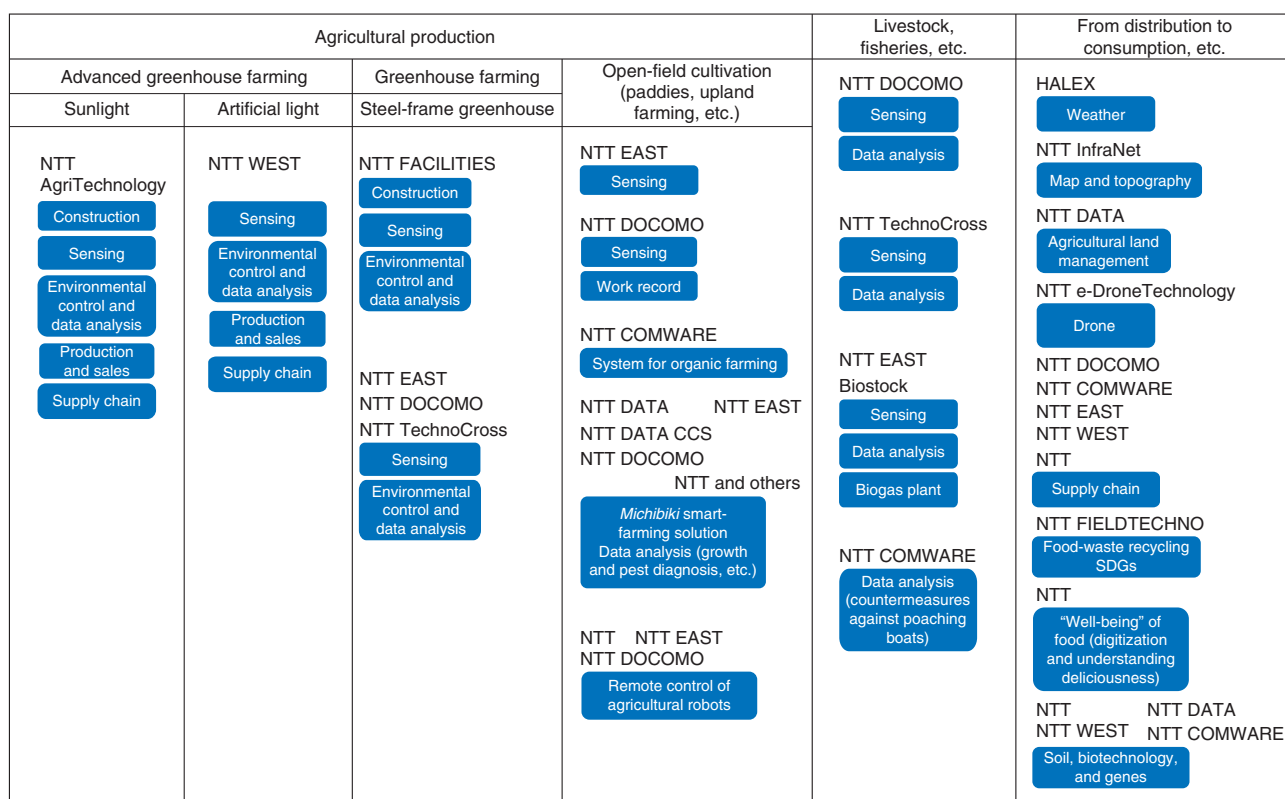 Agricultural production
Livestock,
fisheries, etc.
From distribution to
consumption, etc.
Advanced greenhouse farming
Greenhouse farming
Open-field cultivation
(paddies, upland
farming, etc.)
Sunlight
Artificial light
Steel-frame greenhouse
NTT
AgriTechnology
Construction
Sensing
Environmental
control and
data analysis
Production
and sales
Supply chain
NTT WEST
Sensing
Environmental
control and
data analysis
Production
and sales
Supply chain
NTT FACILITIES
Construction
Sensing
Environmental
control and
data analysis
NTT EAST
NTT DOCOMO
NTT TechnoCross
Sensing
Environmental
control and
data analysis
NTT EAST
Sensing
NTT DOCOMO
Sensing
Work record
NTT COMWARE
System for organic farming
NTT DATA NTT EAST
NTT DATA CCS
NTT DOCOMO
NTT and others
Michibiki smart-
farming solution
Data analysis (growth
and pest diagnosis, etc.)
NTT NTT EAST
NTT DOCOMO
Remote control of
agricultural robots
NTT DOCOMO
Sensing
Data analysis
NTT TechnoCross
Sensing
Data analysis
NTT EAST
Biostock
Sensing
Data analysis
Biogas plant
NTT COMWARE
Data analysis
(countermeasures
against poaching
boats)
HALEX
Weather
NTT InfraNet
Map and topography
NTT DATA
Agricultural land
management
NTT e-DroneTechnology
Drone
NTT DOCOMO
NTT COMWARE
NTT EAST
NTT WEST
NTT
Supply chain
NTT FIELDTECHNO
Food-waste recycling
SDGs
NTT
“Well-being” of
food (digitization
and understanding
deliciousness)
NTT NTT DATA
NTT WEST NTT COMWARE
Soil, biotechnology,
and genes